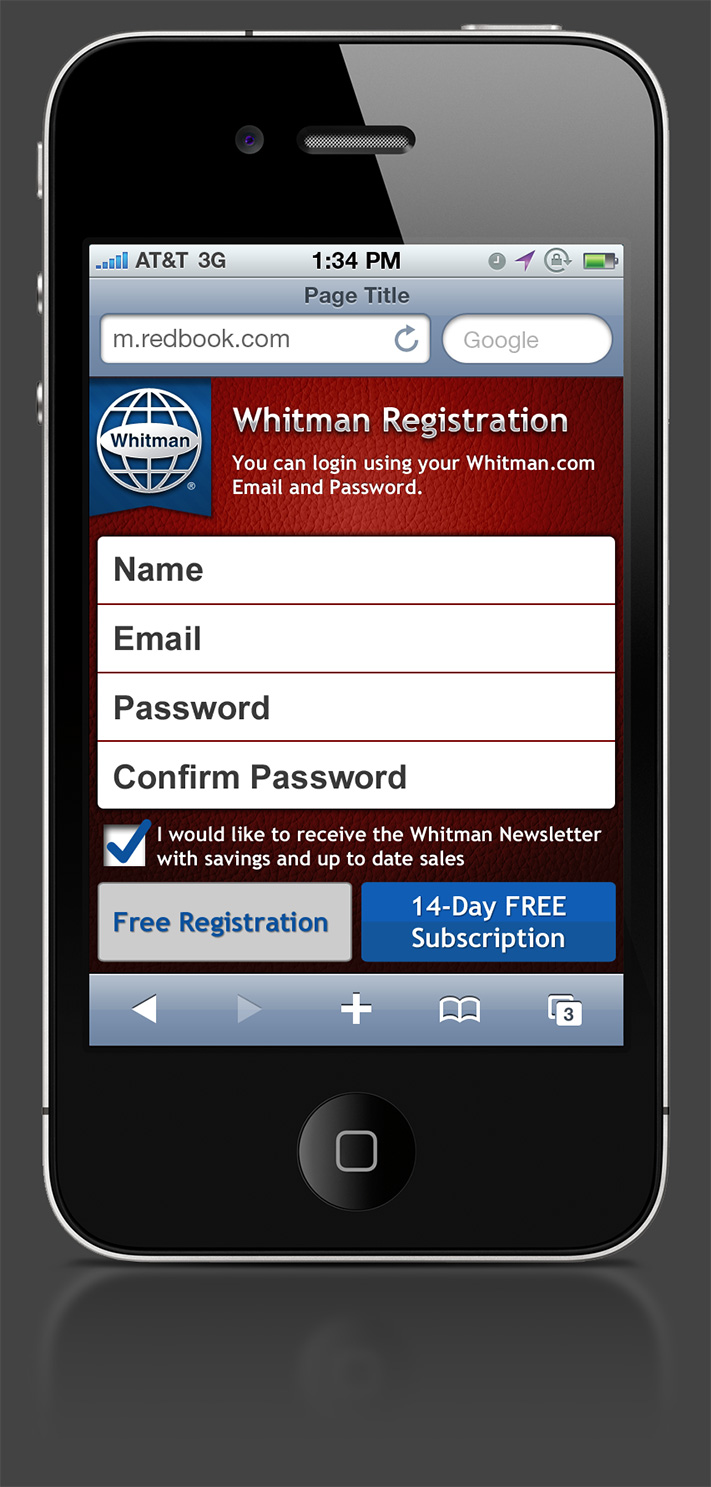 AT&T 3G 1:34 PM
Page Title
m.redbook.com Google
Whitman ®
Whitman Registration
You can login using your Whitman.com
Email and Password.
Name
Email
Password
Confirm Password
I would like to receive the Whitman Newsletter
with savings and up to date sales
Free Registration
14-Day FREE
Subscription
3